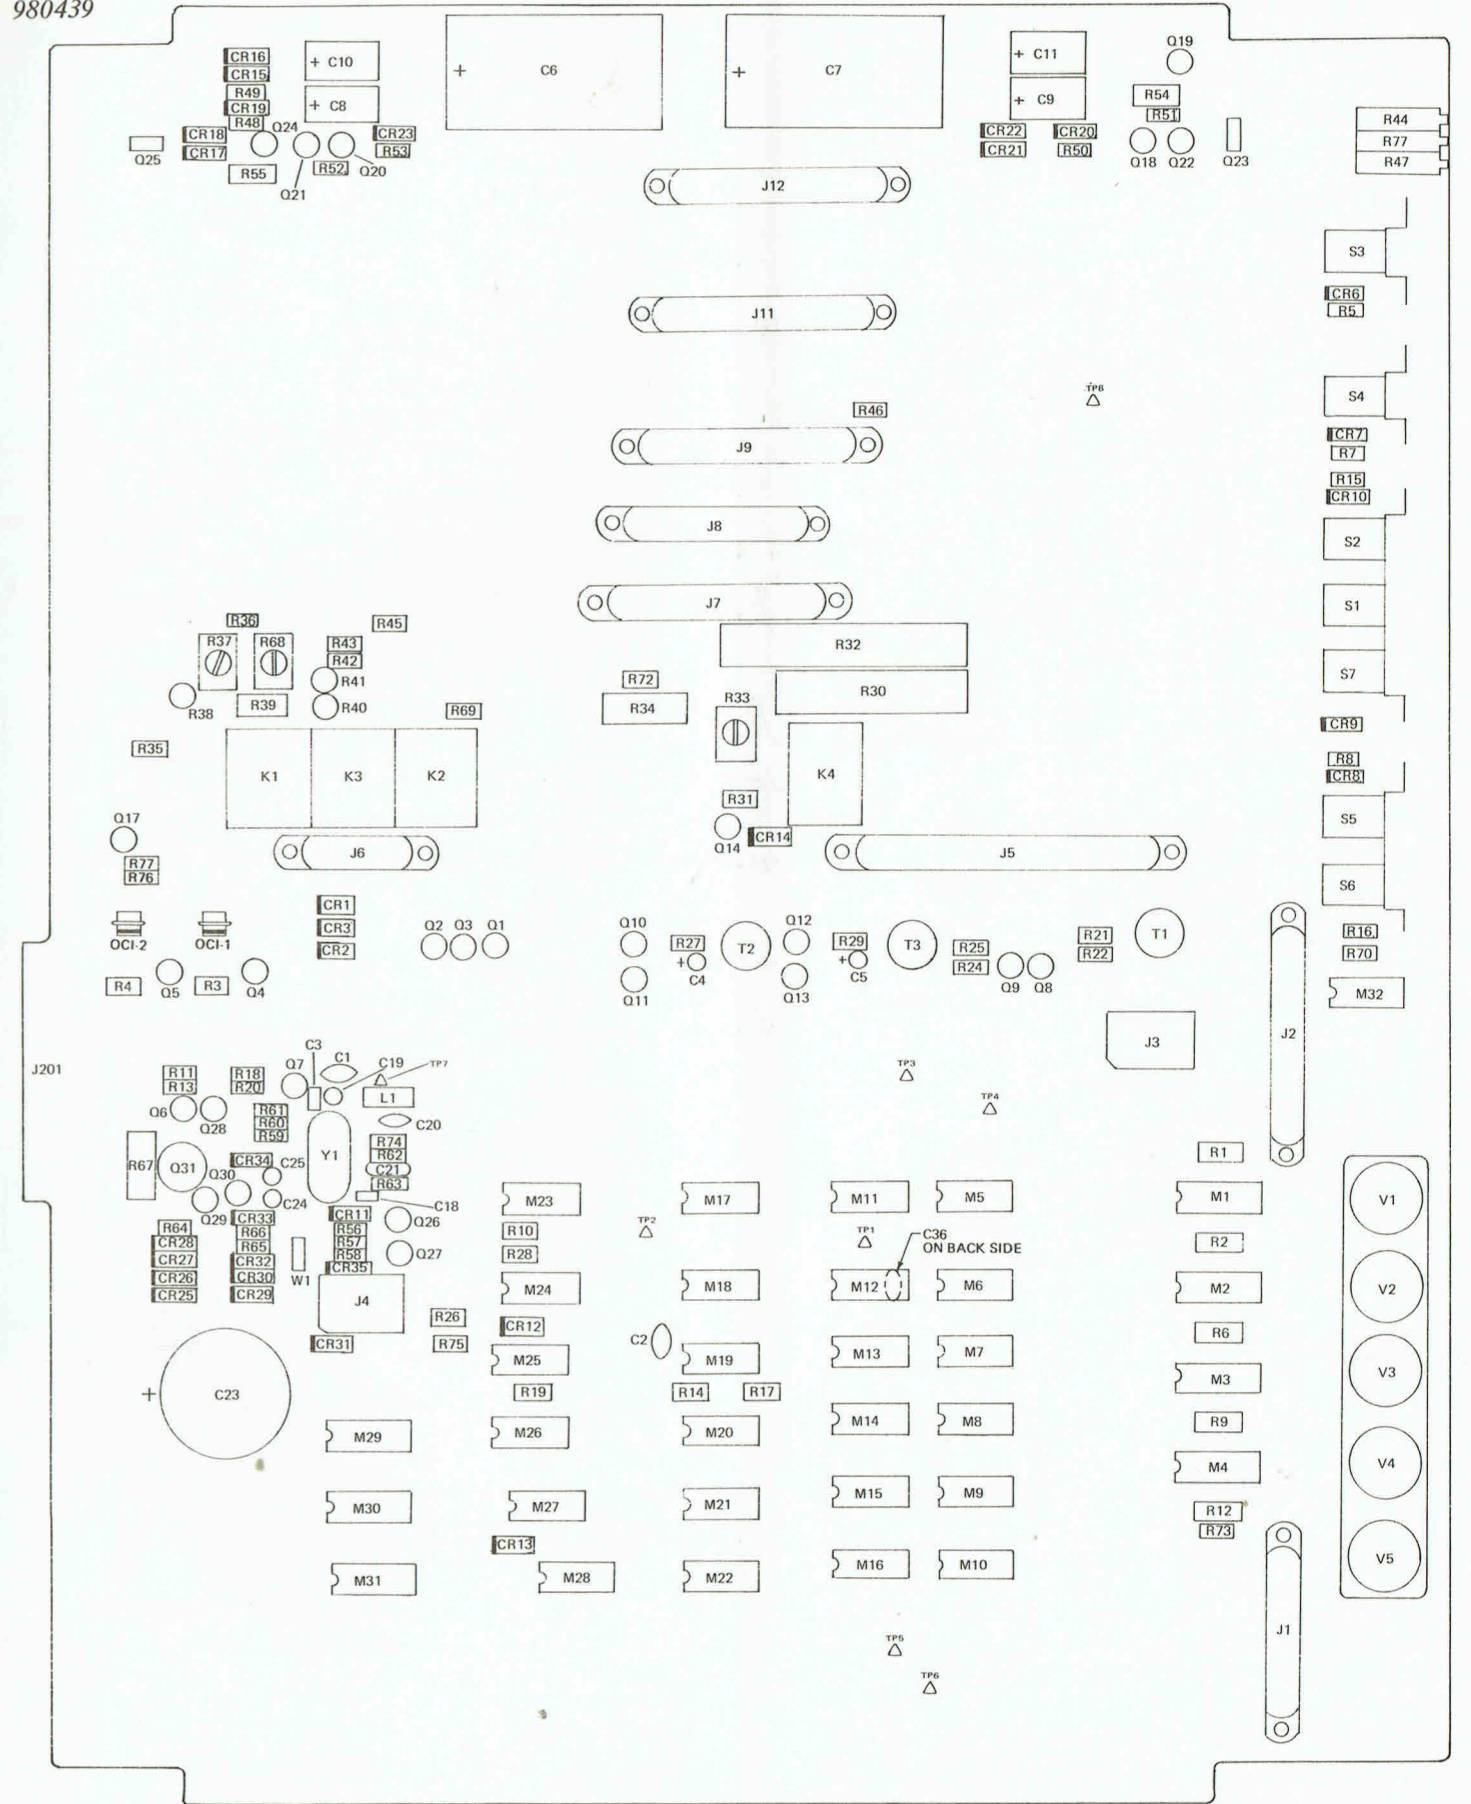 980439
CR16
CR15
R49
CR19
R48
+ C10
+ C8
+ C6
+ C7
+ C11
+ C9
Q19
R54
R51
R44
R77
R47
Q25
CR18
CR17
Q24
R55
Q21
R52
Q20
CR23
R53
CR22
CR21
CR20
R50
Q18
Q22
Q23
J12
S3
CR6
R5
J11
TP8
S4
R46
CR7
R7
J9
R15
CR10
J8
S2
J7
S1
R36
R45
R37
R68
R43
R42
R41
R40
R38
R39
R69
R32
R30
R72
R34
R33
S7
CR9
R35
K1
K3
K2
K4
R8
CR8
R31
Q14
CR14
S5
Q17
R77
R76
J6
J5
S6
CR1
CR3
CR2
OCI-2
OCI-1
Q2
Q3
Q1
Q10
Q11
R27
+
C4
T2
Q12
Q13
R29
+
C5
T3
R25
R24
Q9
Q8
R21
R22
T1
R16
R70
M32
R4
Q5
R3
Q4
J201
J3
J2
R11
R13
R18
R20
Q7
C3
C1
C19
TP7
L1
TP3
TP4
Q6
Q28
R61
R60
R59
C20
R74
R62
C21
R63
Y1
R67
Q31
Q30
CR34
C25
C24
Q29
C18
R1
M23
M17
M11
M5
M1
V1
R64
CR28
CR27
CR26
CR25
CR33
R66
R65
CR32
CR30
CR29
W1
CR11
R56
R57
R58
CR35
Q26
Q27
R10
R28
TP2
TP1
C36
ON BACK SIDE
R2
J4
M24
M18
M12
M6
M2
V2
CR31
R26
R75
CR12
C2
R6
M25
M19
M13
M7
M3
V3
+ C23
R19
R14
R17
R9
M29
M26
M20
M14
M8
M4
V4
M30
M27
M21
M15
M9
R12
R73
CR13
M31
M28
M22
M16
M10
V5
J1
TP5
TP6